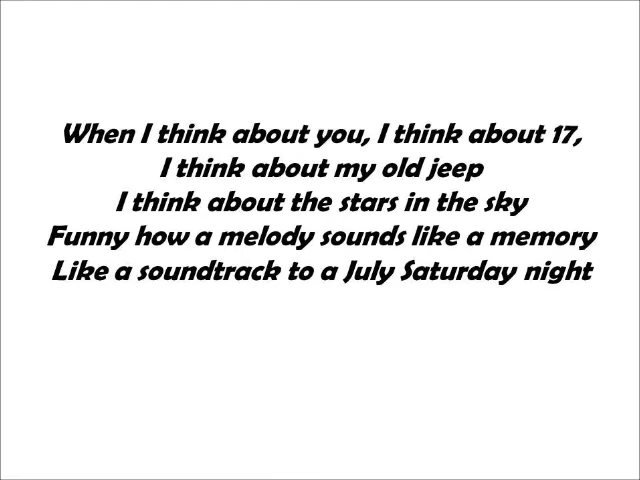 When I think about you, I think about 17,
I think about my old jeep
I think about the stars in the sky
Funny how a melody sounds like a memory
Like a soundtrack to a July Saturday night